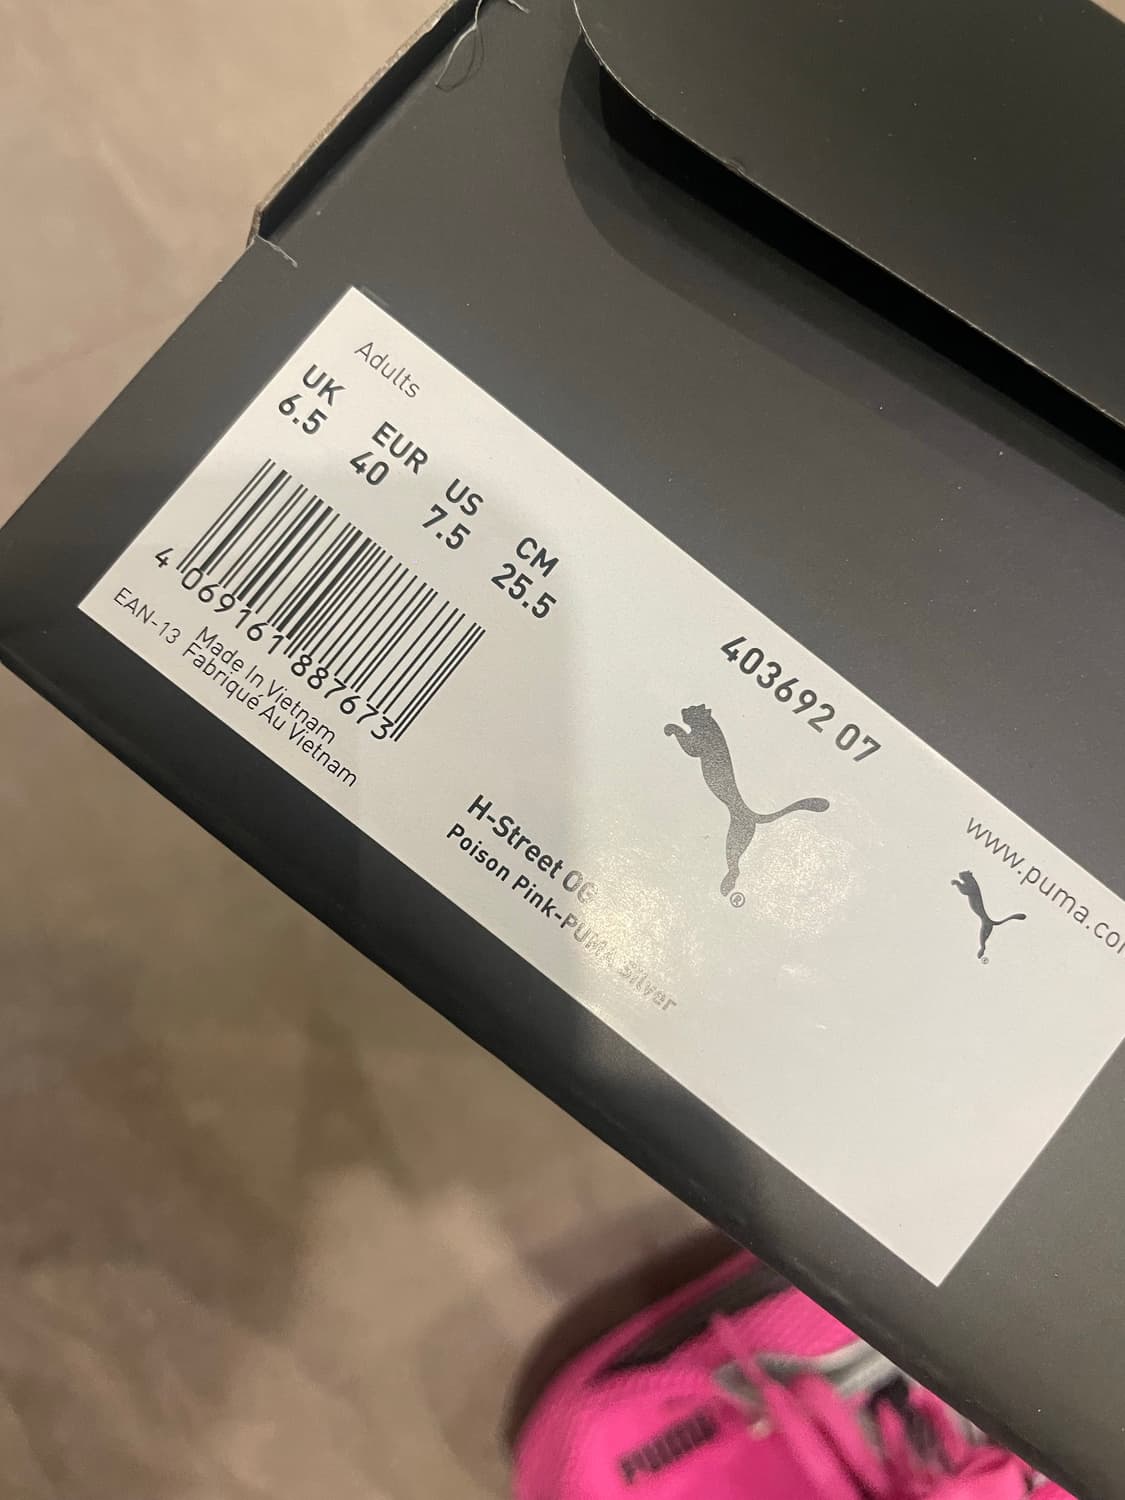 Adults
UK EUR US CM
6.5 40 7.5 25.5
4 069161 887673
EAN-13
Made In Vietnam
Fabriqué Au Vietnam
403692 07
®
H-Street OG
Poison Pink-PUMA Silver
www.puma.co
®
PUMA